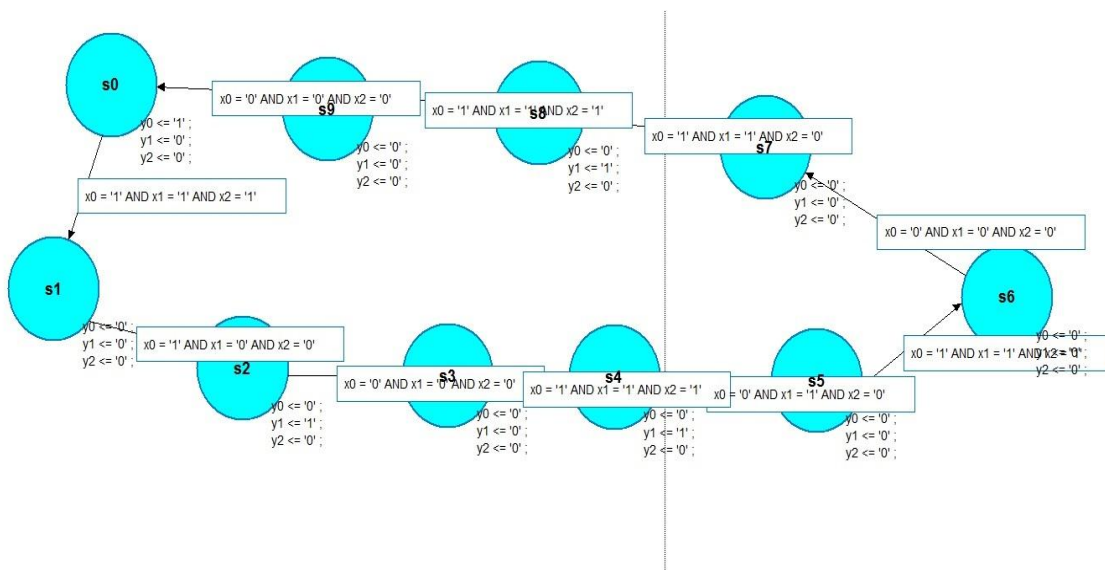 s0
y0 <= '1' ;
y1 <= '0' ;
y2 <= '0' ;
x0 = '0' AND x1 = '0' AND x2 = '0'
s9
y0 <= '0' ;
y1 <= '0' ;
y2 <= '0' ;
x0 = '1' AND x1 = '1' AND x2 = '1'
s8
y0 <= '0' ;
y1 <= '1' ;
y2 <= '0' ;
x0 = '1' AND x1 = '1' AND x2 = '0'
s7
y0 <= '0' ;
y1 <= '0' ;
y2 <= '0' ;
x0 = '1' AND x1 = '1' AND x2 = '1'
x0 = '0' AND x1 = '0' AND x2 = '0'
s1
y0 <= '0' ;
y1 <= '0' ;
y2 <= '0' ;
s6
y0 <= '0' ;
y1 <= '0' ;
y2 <= '0' ;
x0 = '1' AND x1 = '0' AND x2 = '0'
s2
y0 <= '0' ;
y1 <= '1' ;
y2 <= '0' ;
x0 = '0' AND x1 = '0' AND x2 = '0'
s3
y0 <= '0' ;
y1 <= '0' ;
y2 <= '0' ;
x0 = '1' AND x1 = '1' AND x2 = '1'
s4
y0 <= '0' ;
y1 <= '1' ;
y2 <= '0' ;
x0 = '0' AND x1 = '1' AND x2 = '0'
s5
y0 <= '0' ;
y1 <= '0' ;
y2 <= '0' ;
x0 = '1' AND x1 = '1' AND